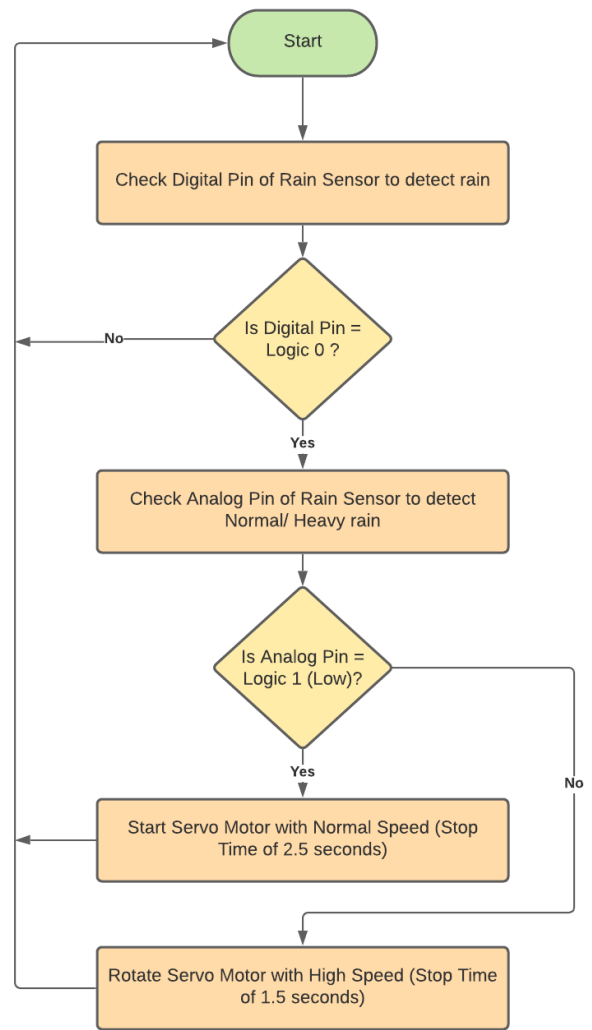 Start
Check Digital Pin of Rain Sensor to detect rain
Is Digital Pin =
Logic 0 ?
No
Yes
Check Analog Pin of Rain Sensor to detect
Normal/ Heavy rain
Is Analog Pin =
Logic 1 (Low)?
Yes
No
Start Servo Motor with Normal Speed (Stop
Time of 2.5 seconds)
Rotate Servo Motor with High Speed (Stop Time
of 1.5 seconds)